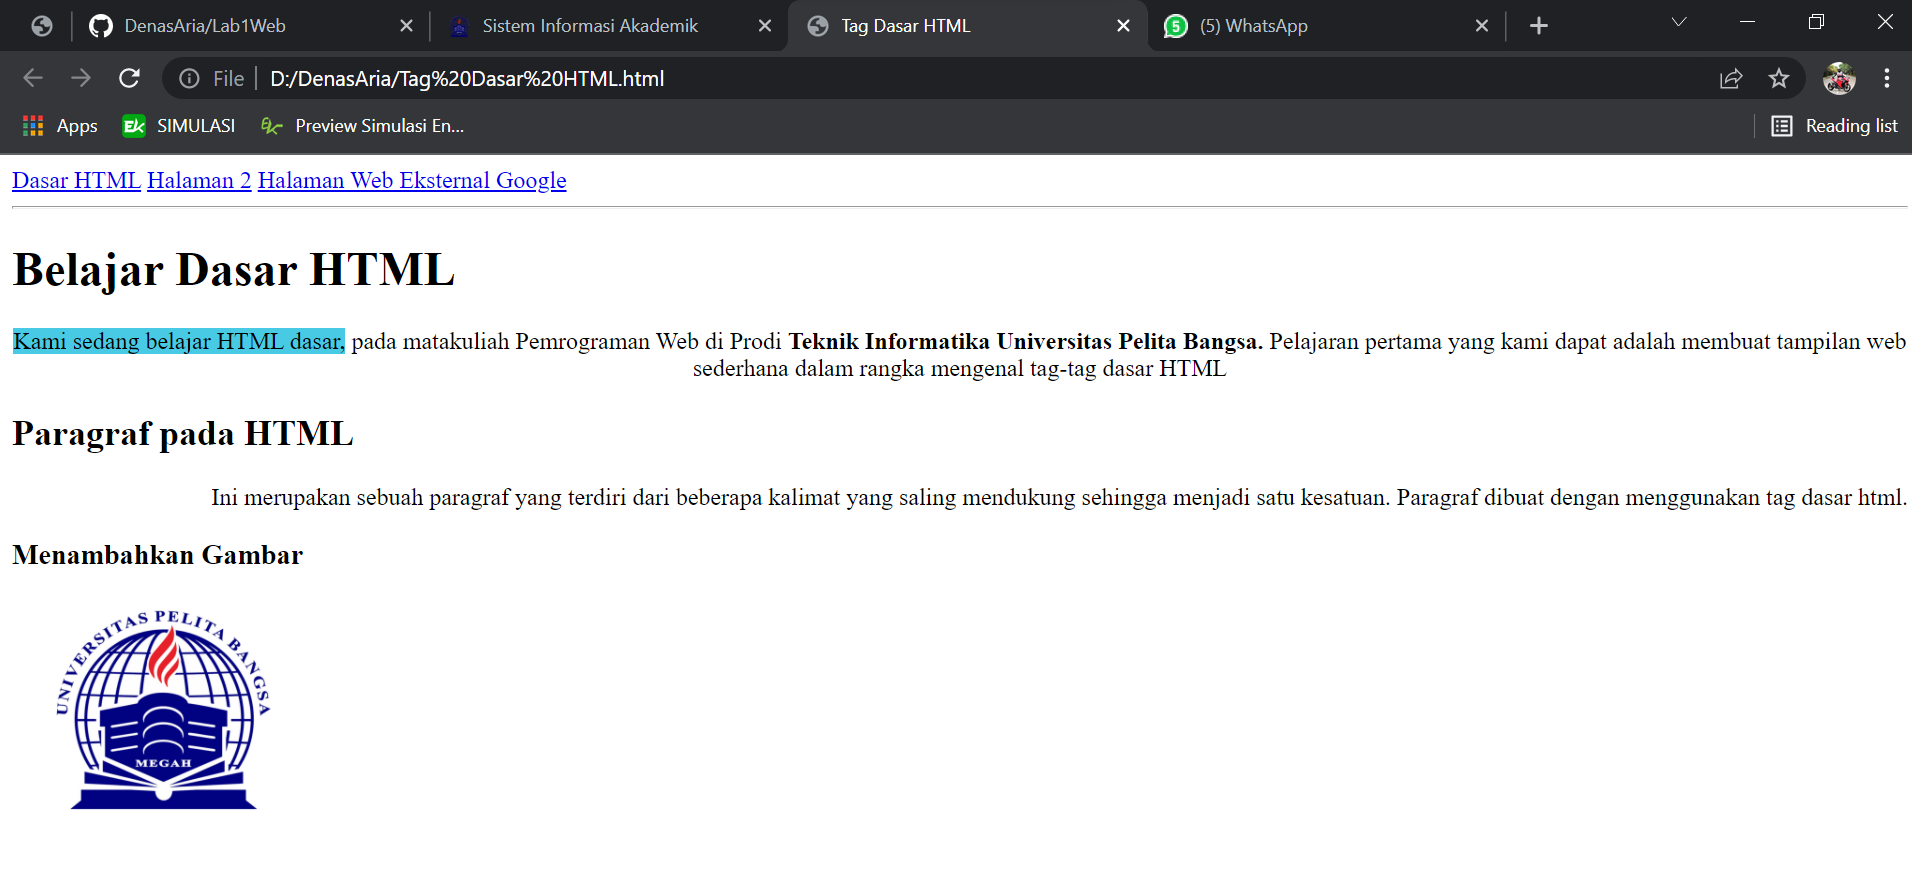 DenasAria/Lab1Web
Sistem Informasi Akademik
Tag Dasar HTML
5 (5) WhatsApp
File D:/DenasAria/Tag%20Dasar%20HTML.html
Apps
EK SIMULASI
EK Preview Simulasi En...
Reading list
Dasar HTML Halaman 2 Halaman Web Eksternal Google
Belajar Dasar HTML
Kami sedang belajar HTML dasar, pada matakuliah Pemrograman Web di Prodi Teknik Informatika Universitas Pelita Bangsa. Pelajaran pertama yang kami dapat adalah membuat tampilan web
sederhana dalam rangka mengenal tag-tag dasar HTML
Paragraf pada HTML
Ini merupakan sebuah paragraf yang terdiri dari beberapa kalimat yang saling mendukung sehingga menjadi satu kesatuan. Paragraf dibuat dengan menggunakan tag dasar html.
Menambahkan Gambar
UNIVERSITAS PELITA BANGSA
MEGAH